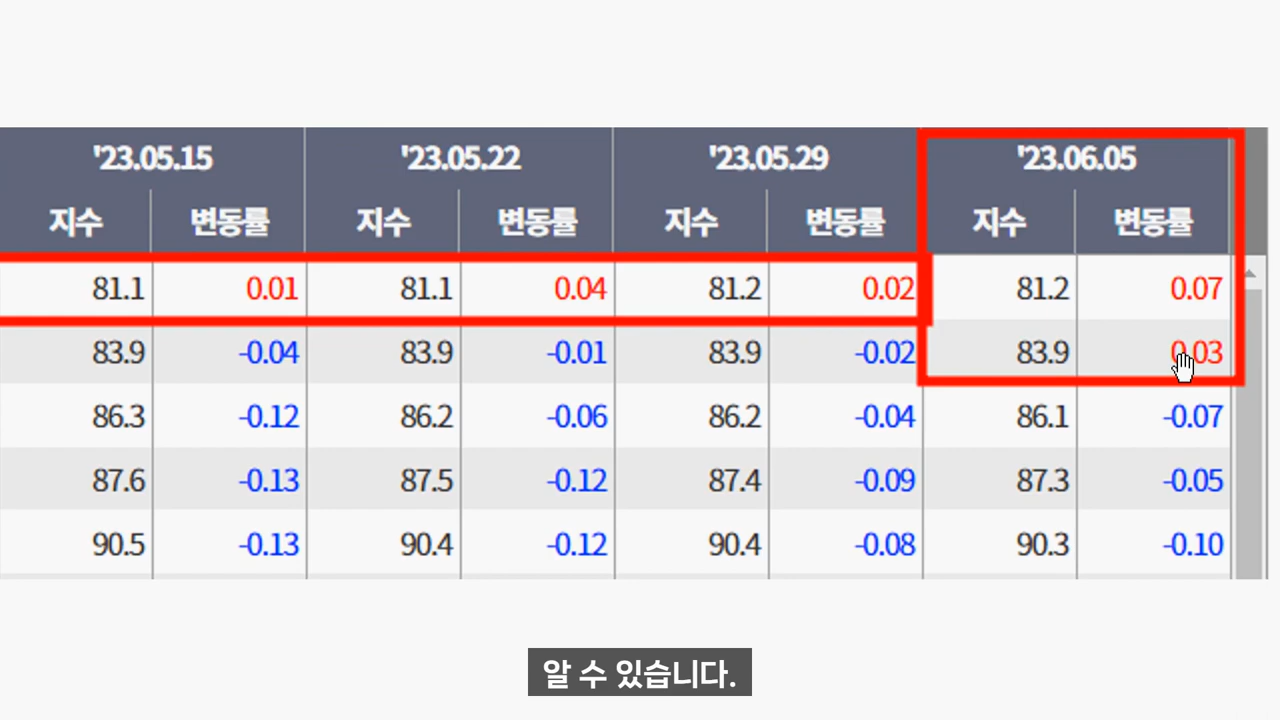 '23.05.15 '23.05.22 '23.05.29 '23.06.05
지수 변동률 지수 변동률 지수 변동률 지수 변동률
81.1 0.01 81.1 0.04 81.2 0.02 81.2 0.07
83.9 -0.04 83.9 -0.01 83.9 -0.02 83.9 0.03
86.3 -0.12 86.2 -0.06 86.2 -0.04 86.1 -0.07
87.6 -0.13 87.5 -0.12 87.4 -0.09 87.3 -0.05
90.5 -0.13 90.4 -0.12 90.4 -0.08 90.3 -0.10
알 수 있습니다.